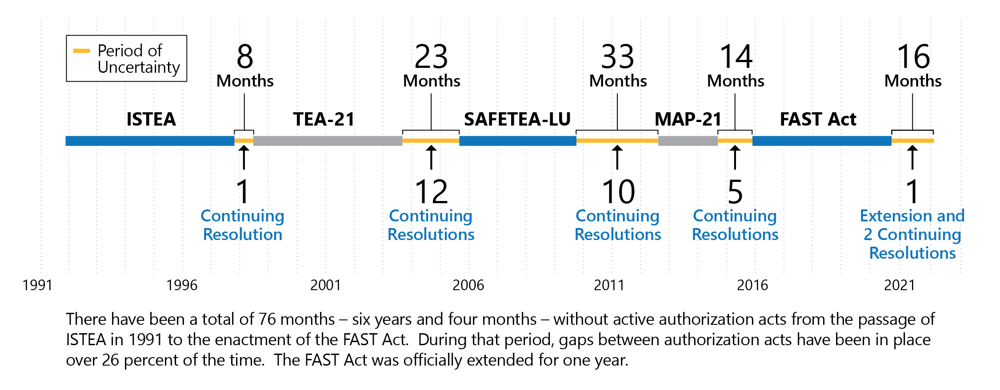 Period of
Uncertainty
8
Months
23
Months
33
Months
14
Months
16
Months
ISTEA
TEA-21
SAFETEA-LU
MAP-21
FAST Act
1
Continuing
Resolution
12
Continuing
Resolutions
10
Continuing
Resolutions
5
Continuing
Resolutions
1
Extension and
2 Continuing
Resolutions
1991
1996
2001
2006
2011
2016
2021
There have been a total of 76 months – six years and four months – without active authorization acts from the passage of
ISTEA in 1991 to the enactment of the FAST Act.  During that period, gaps between authorization acts have been in place
over 26 percent of the time.  The FAST Act was officially extended for one year.